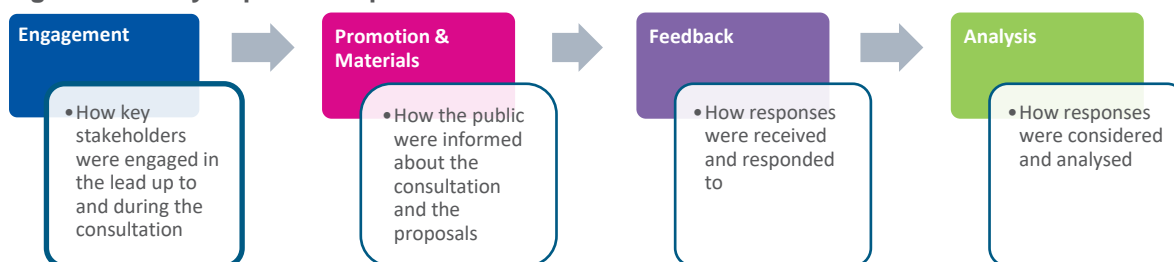 Engagement
•How key
stakeholders
were engaged in
the lead up to
and during the
consultation
Promotion &
Materials
•How the public
were informed
about the
consultation
and the
proposals
Feedback
•How responses
were received
and responded
to
Analysis
•How responses
were considered
and analysed